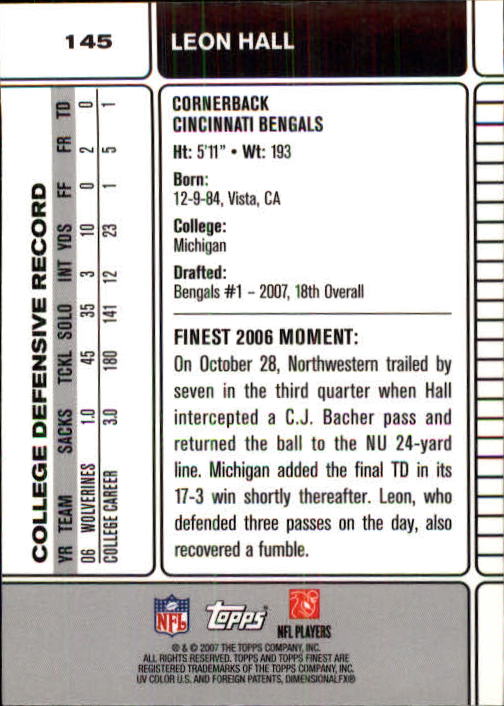 145
LEON HALL
COLLEGE DEFENSIVE RECORD
YR TEAM SACKS TCKL SOLO INT YDS FF FR TD
06 WOLVERINES 1.0 45 35 3 10 0 2 0
COLLEGE CAREER 3.0 180 141 12 23 1 5 1
CORNERBACK
CINCINNATI BENGALS
Ht: 5'11" • Wt: 193
Born:
12-9-84, Vista, CA
College:
Michigan
Drafted:
Bengals #1 – 2007, 18th Overall
FINEST 2006 MOMENT:
On October 28, Northwestern trailed by
seven in the third quarter when Hall
intercepted a C.J. Bacher pass and
returned the ball to the NU 24-yard
line. Michigan added the final TD in its
17-3 win shortly thereafter. Leon, who
defended three passes on the day, also
recovered a fumble.
NFL
Topps
NFL PLAYERS
® & © 2007 THE TOPPS COMPANY, INC.
ALL RIGHTS RESERVED. TOPPS AND TOPPS FINEST ARE
REGISTERED TRADEMARKS OF THE TOPPS COMPANY, INC.
UV COLOR U.S. AND FOREIGN PATENTS, DIMENSIONALFX®